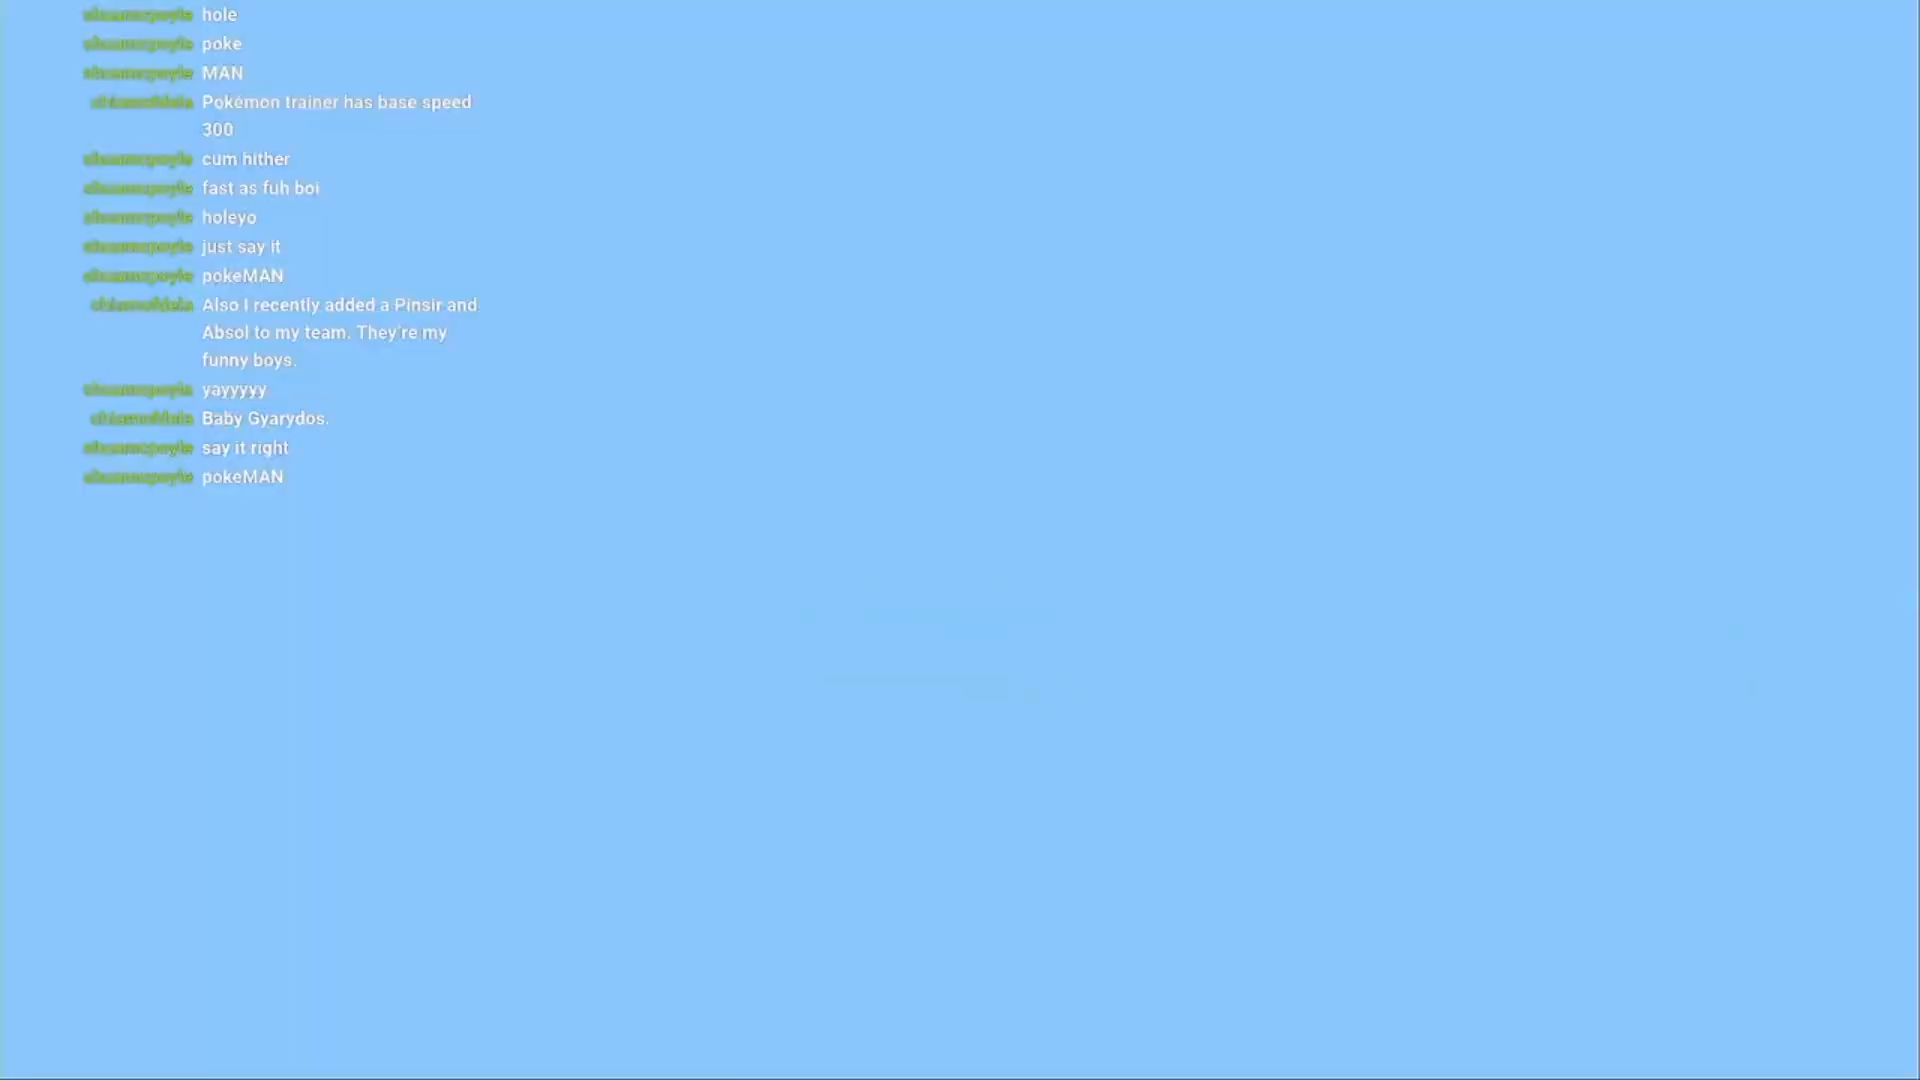 hole
poke
MAN
Pokémon trainer has base speed
300
cum hither
fast as fuh boi
holeyo
just say it
pokeMAN
Also I recently added a Pinsir and
Absol to my team. They're my
funny boys.
yayyyyy
Baby Gyarydos.
say it right
pokeMAN